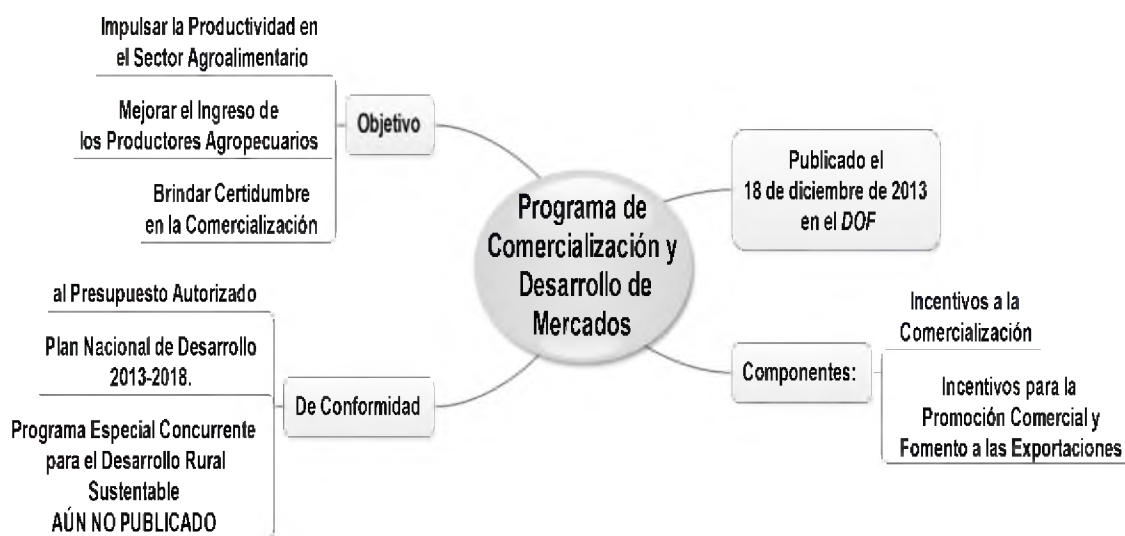 Impulsar la Productividad en
el Sector Agroalimentario
Mejorar el Ingreso de
los Productores Agropecuarios
Brindar Certidumbre
en la Comercialización
Objetivo
al Presupuesto Autorizado
Plan Nacional de Desarrollo
2013-2018.
Programa Especial Concurrente
para el Desarrollo Rural
Sustentable
AÚN NO PUBLICADO
De Conformidad
Programa de
Comercialización y
Desarrollo de
Mercados
Publicado el
18 de diciembre de 2013
en el DOF
Componentes:
Incentivos a la
Comercialización
Incentivos para la
Promoción Comercial y
Fomento a las Exportaciones